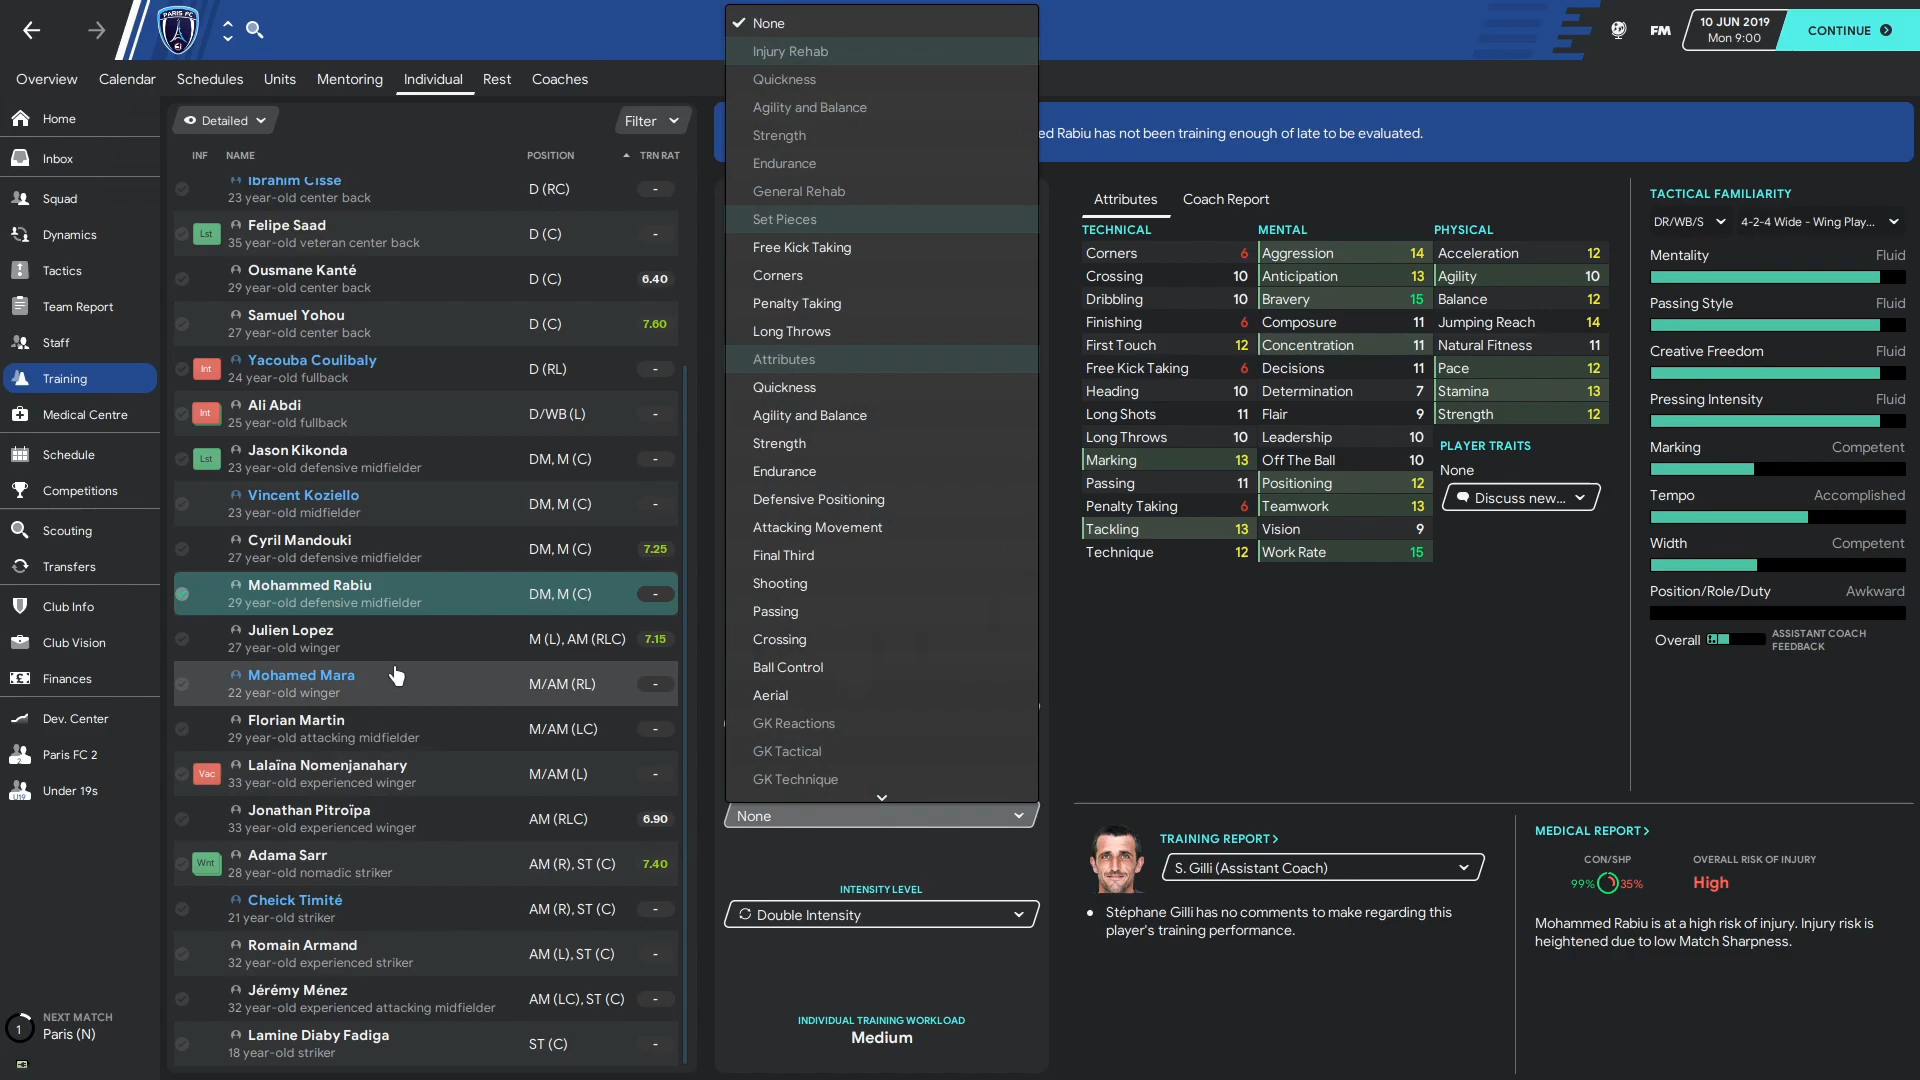 PARIS FC
FM
10 JUN 2019
Mon 9:00
CONTINUE
Overview Calendar Schedules Units Mentoring Individual Rest Coaches
Home
Inbox
Squad
Dynamics
Tactics
Team Report
Staff
Training
Medical Centre
Schedule
Competitions
Scouting
Transfers
Club Info
Club Vision
Finances
Dev. Center
Paris FC 2
Under 19s
1 NEXT MATCH
Paris (N)
Detailed Filter
INF NAME POSITION TRN RAT
Ibrahim Cisse
23 year-old center back D (RC) -
Lst Felipe Saad
35 year-old veteran center back D (C) -
Ousmane Kanté
29 year-old center back D (C) 6.40
Samuel Yohou
27 year-old center back D (C) 7.60
Int Yacouba Coulibaly
24 year-old fullback D (RL) -
Int Ali Abdi
25 year-old fullback D/WB (L) -
Lst Jason Kikonda
23 year-old defensive midfielder DM, M (C) -
Vincent Koziello
23 year-old midfielder DM, M (C) -
Cyril Mandouki
27 year-old defensive midfielder DM, M (C) 7.25
Mohammed Rabiu
29 year-old defensive midfielder DM, M (C) -
Julien Lopez
27 year-old winger M (L), AM (RLC) 7.15
Mohamed Mara
22 year-old winger M/AM (RL) -
Florian Martin
29 year-old attacking midfielder M/AM (LC) -
Vac Lalaïna Nomenjanahary
33 year-old experienced winger M/AM (L) -
Jonathan Pitroïpa
33 year-old experienced winger AM (RLC) 6.90
Wnt Adama Sarr
28 year-old nomadic striker AM (R), ST (C) 7.40
Cheick Timité
21 year-old striker AM (R), ST (C) -
Romain Armand
32 year-old experienced striker AM (L), ST (C) -
Jérémy Ménez
32 year-old experienced attacking midfielder AM (LC), ST (C) -
Lamine Diaby Fadiga
18 year-old striker ST (C) -
None
Injury Rehab
Quickness
Agility and Balance
Strength
Endurance
General Rehab
Set Pieces
Free Kick Taking
Corners
Penalty Taking
Long Throws
Attributes
Quickness
Agility and Balance
Strength
Endurance
Defensive Positioning
Attacking Movement
Final Third
Shooting
Passing
Crossing
Ball Control
Aerial
GK Reactions
GK Tactical
GK Technique
None
INTENSITY LEVEL
Double Intensity
INDIVIDUAL TRAINING WORKLOAD
Medium
ed Rabiu has not been training enough of late to be evaluated.
Attributes Coach Report
TECHNICAL
Corners 6
Crossing 10
Dribbling 10
Finishing 6
First Touch 12
Free Kick Taking 6
Heading 10
Long Shots 11
Long Throws 10
Marking 13
Passing 11
Penalty Taking 6
Tackling 13
Technique 12
MENTAL
Aggression 14
Anticipation 13
Bravery 15
Composure 11
Concentration 11
Decisions 11
Determination 7
Flair 9
Leadership 10
Off The Ball 10
Positioning 12
Teamwork 13
Vision 9
Work Rate 15
PHYSICAL
Acceleration 12
Agility 10
Balance 12
Jumping Reach 14
Natural Fitness 11
Pace 12
Stamina 13
Strength 12
PLAYER TRAITS
None
Discuss new...
TACTICAL FAMILIARITY
DR/WB/S 4-2-4 Wide - Wing Play...
Mentality Fluid
Passing Style Fluid
Creative Freedom Fluid
Pressing Intensity Fluid
Marking Competent
Tempo Accomplished
Width Competent
Position/Role/Duty Awkward
Overall ASSISTANT COACH
FEEDBACK
TRAINING REPORT >
S. Gilli (Assistant Coach)
• Stéphane Gilli has no comments to make regarding this
player's training performance.
MEDICAL REPORT >
CON/SHP OVERALL RISK OF INJURY
99% 35% High
Mohammed Rabiu is at a high risk of injury. Injury risk is
heightened due to low Match Sharpness.